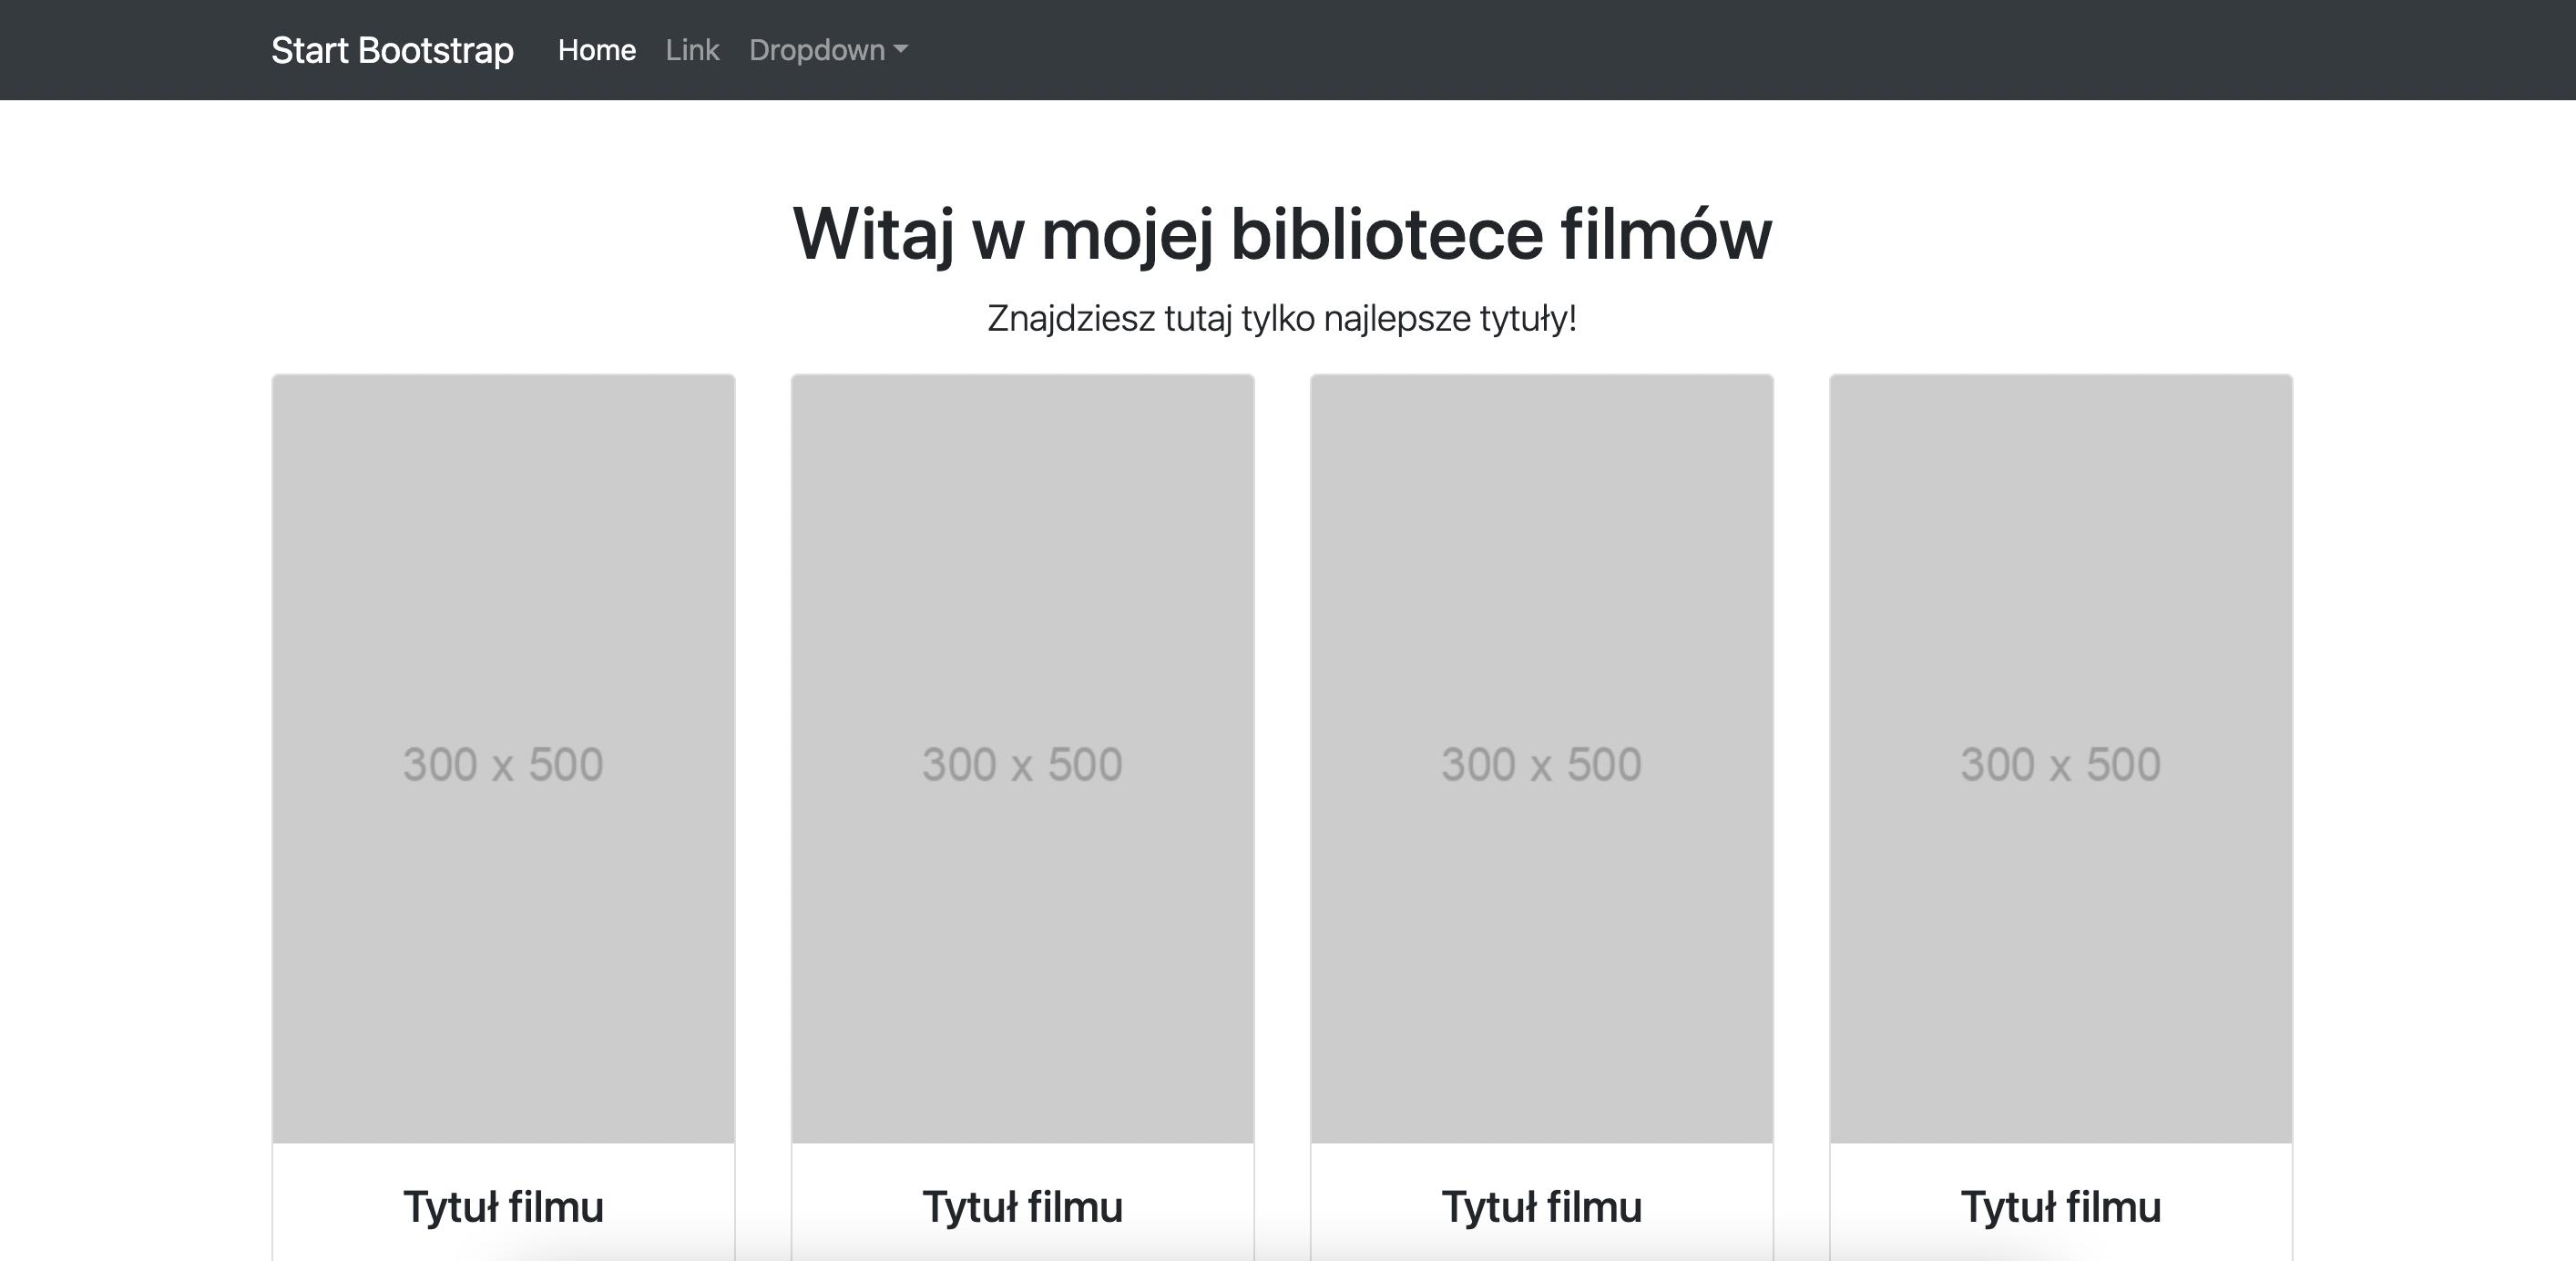 Start Bootstrap Home Link Dropdown
Witaj w mojej bibliotece filmów
Znajdziesz tutaj tylko najlepsze tytuły!
300 x 500 300 x 500 300 x 500 300 x 500
Tytuł filmu Tytuł filmu Tytuł filmu Tytuł filmu